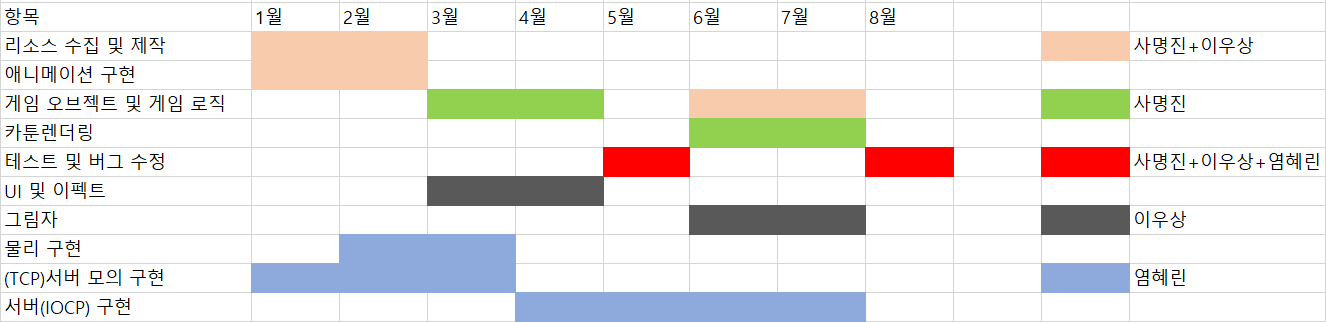 항목 1월 2월 3월 4월 5월 6월 7월 8월
리소스 수집 및 제작 사명진+이우상
애니메이션 구현
게임 오브젝트 및 게임 로직 사명진
카툰렌더링
테스트 및 버그 수정 사명진+이우상+염혜린
UI 및 이펙트
그림자 이우상
물리 구현
(TCP)서버 모의 구현 염혜린
서버(IOCP) 구현